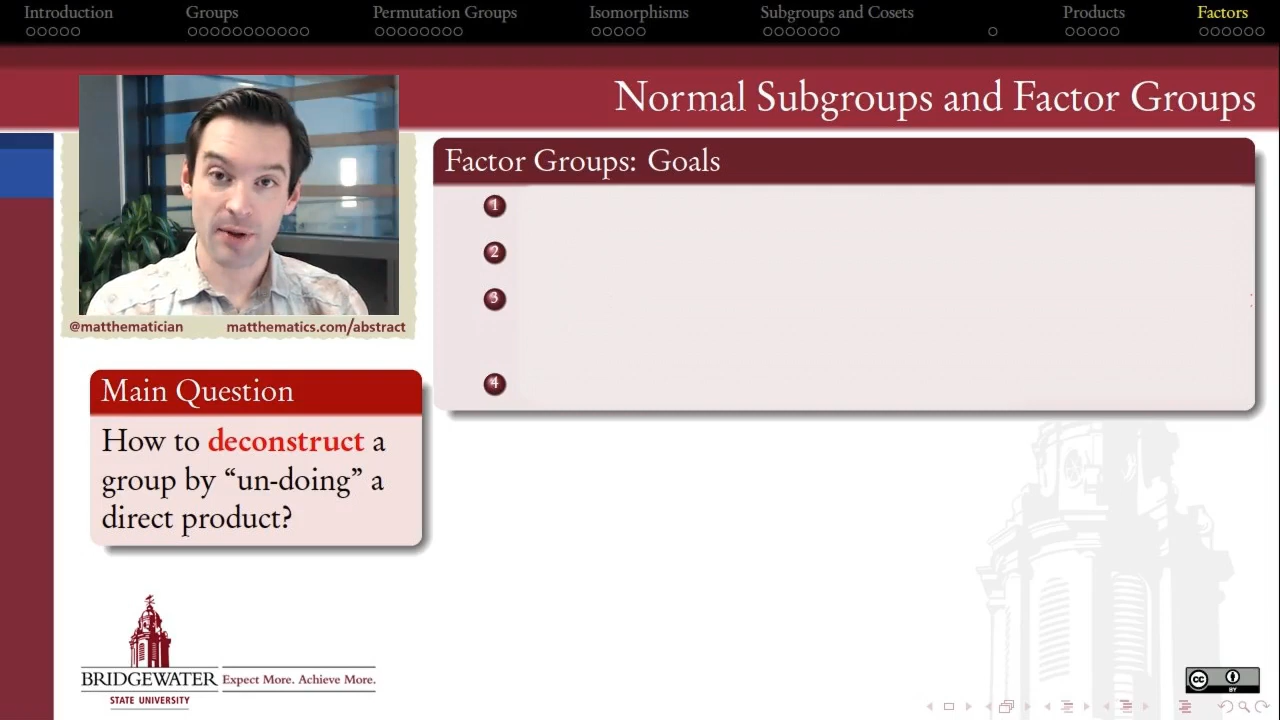 Introduction Groups Permutation Groups Isomorphisms Subgroups and Cosets Products Factors
Normal Subgroups and Factor Groups
@matthematician matthematics.com/abstract
Factor Groups: Goals
1
2
3
4
Main Question
How to deconstruct a
group by “un-doing” a
direct product?
BRIDGEWATER
STATE UNIVERSITY
Expect More. Achieve More.
CC
BY